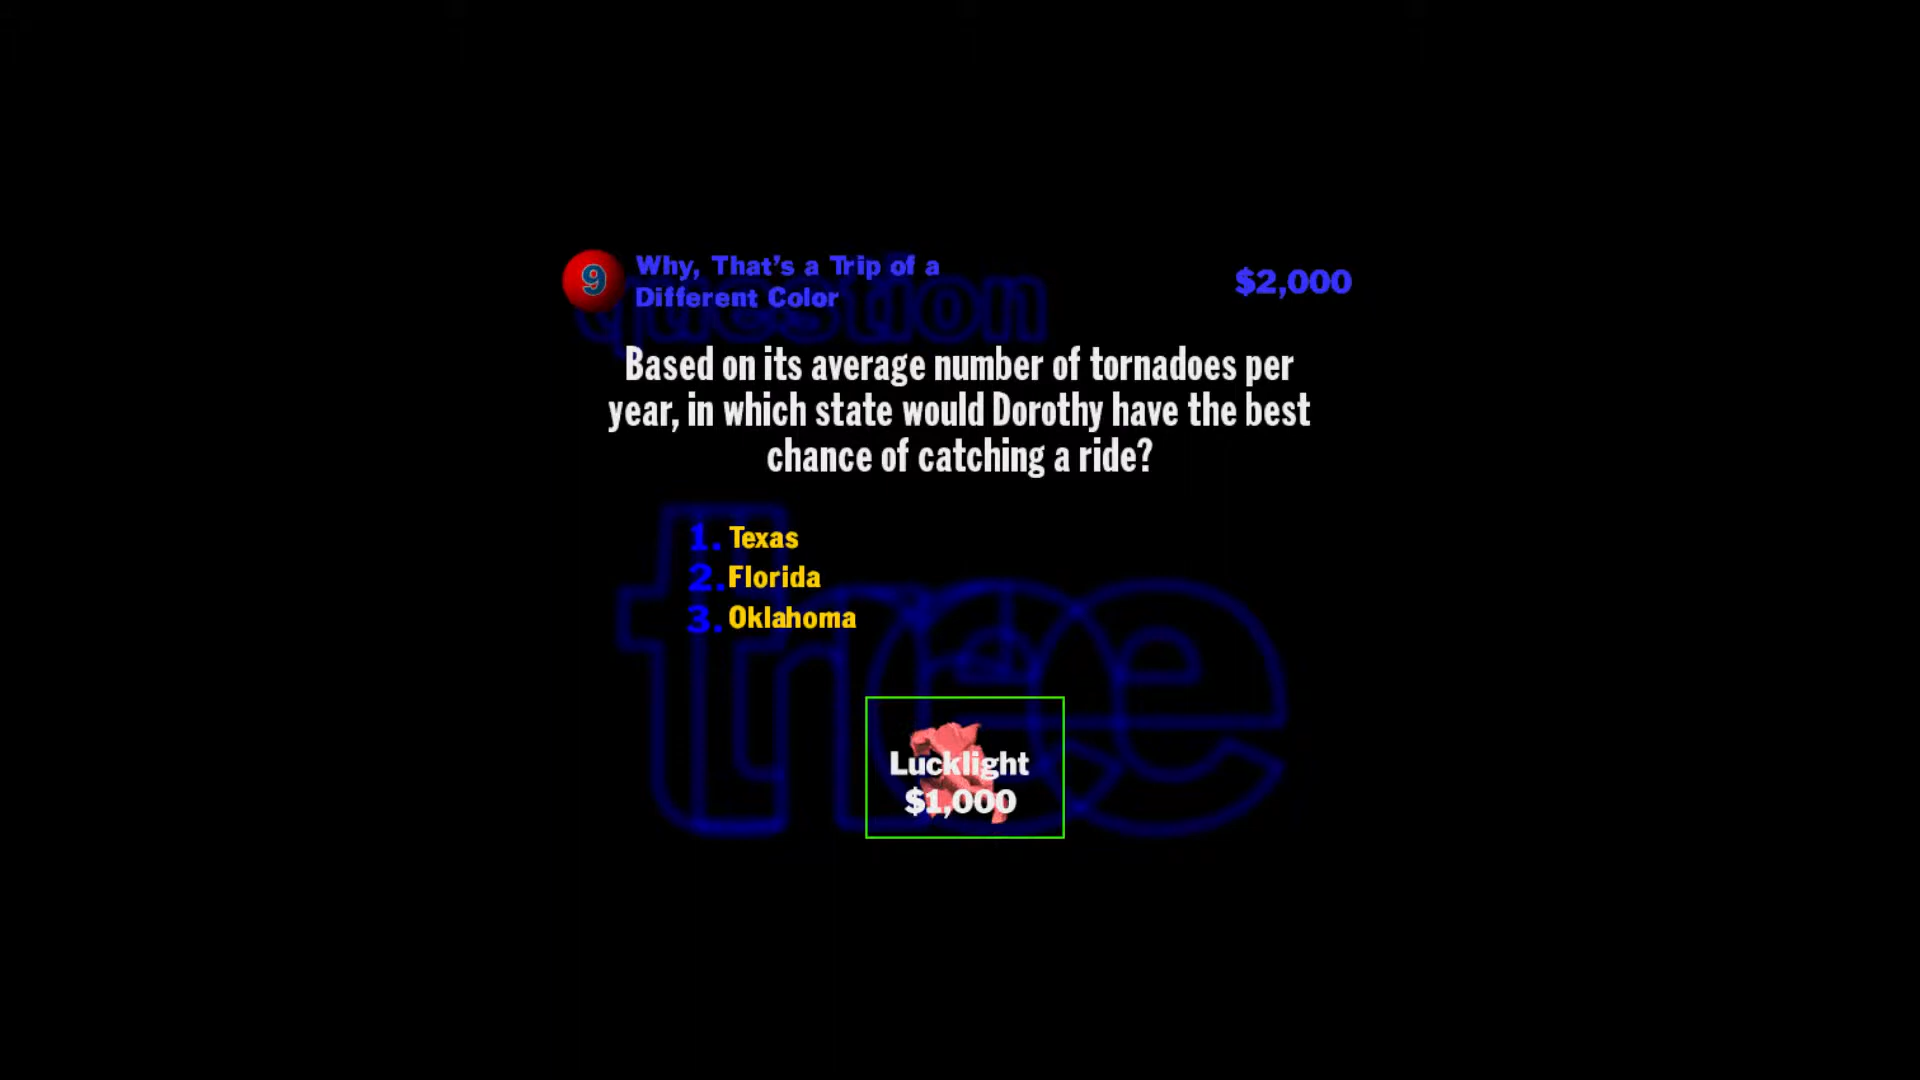 9
Why, That's a Trip of a
Different Color
$2,000
question
Based on its average number of tornadoes per
year, in which state would Dorothy have the best
chance of catching a ride?
1. Texas
2. Florida
3. Oklahoma
Lucklight
$1,000